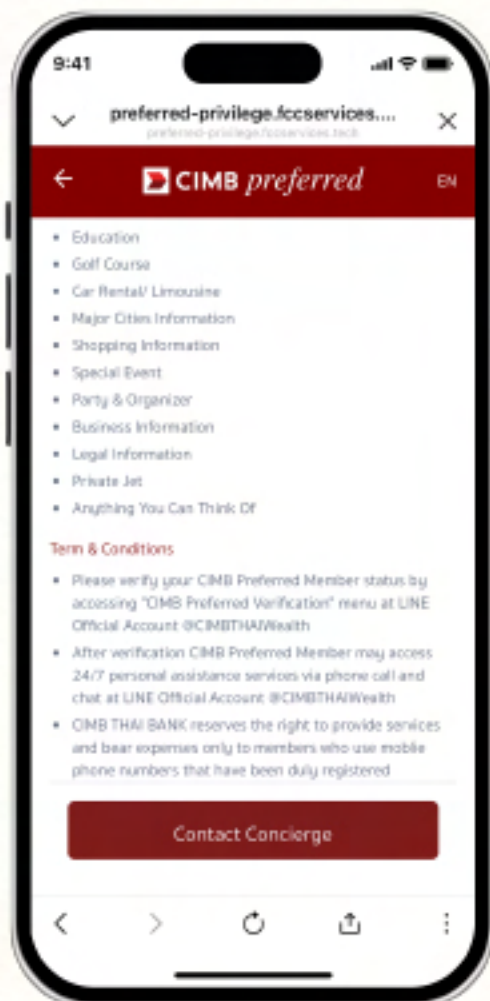 9:41
preferred-privilege.fccservices....
preferred-privilege.fccservices.tech
CIMB preferred
EN
Education
Golf Course
Car Rental/ Limousine
Major Cities Information
Shopping Information
Special Event
Party & Organizer
Business Information
Legal Information
Private Jet
Anything You Can Think Of
Term & Conditions
Please verify your CIMB Preferred Member status by
accessing "CIMB Preferred Verification" menu at LINE
Official Account @CIMBTHAIWealth
After verification CIMB Preferred Member may access
24/7 personal assistance services via phone call and
chat at LINE Official Account @CIMBTHAIWealth
CIMB THAI BANK reserves the right to provide services
and bear expenses only to members who use moblie
phone numbers that have been duly registered
Contact Concierge